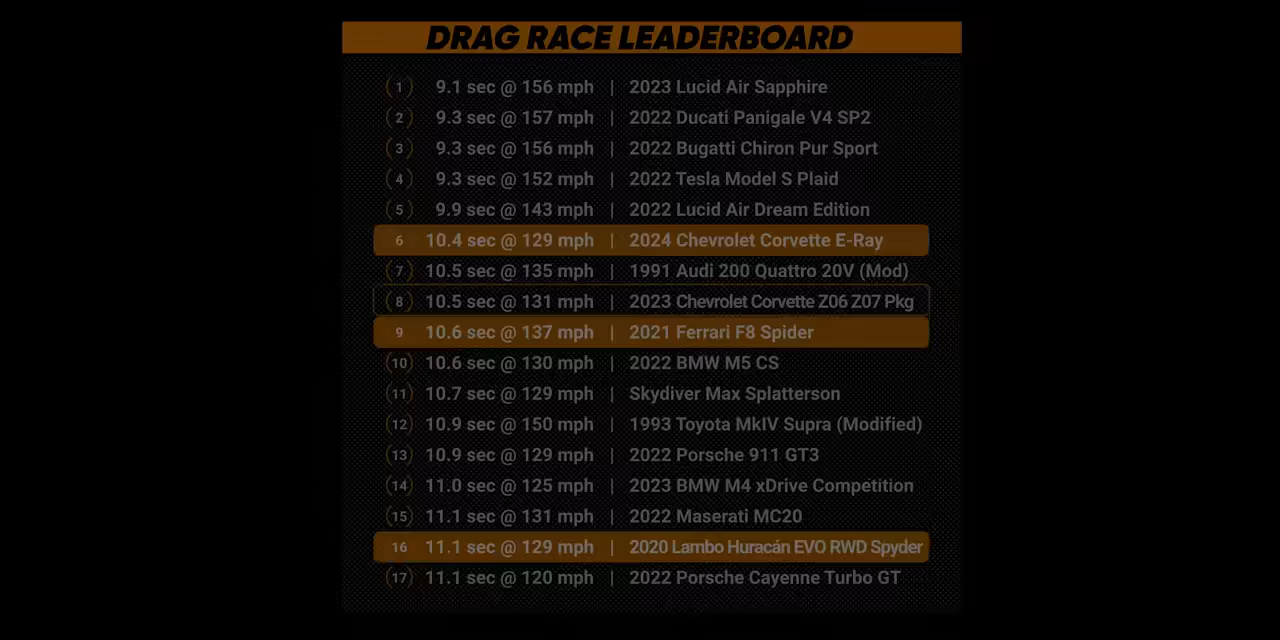 DRAG RACE LEADERBOARD
1 9.1 sec @ 156 mph | 2023 Lucid Air Sapphire
2 9.3 sec @ 157 mph | 2022 Ducati Panigale V4 SP2
3 9.3 sec @ 156 mph | 2022 Bugatti Chiron Pur Sport
4 9.3 sec @ 152 mph | 2022 Tesla Model S Plaid
5 9.9 sec @ 143 mph | 2022 Lucid Air Dream Edition
6 10.4 sec @ 129 mph | 2024 Chevrolet Corvette E-Ray
7 10.5 sec @ 135 mph | 1991 Audi 200 Quattro 20V (Mod)
8 10.5 sec @ 131 mph | 2023 Chevrolet Corvette Z06 Z07 Pkg
9 10.6 sec @ 137 mph | 2021 Ferrari F8 Spider
10 10.6 sec @ 130 mph | 2022 BMW M5 CS
11 10.7 sec @ 129 mph | Skydiver Max Splatterson
12 10.9 sec @ 150 mph | 1993 Toyota MkIV Supra (Modified)
13 10.9 sec @ 129 mph | 2022 Porsche 911 GT3
14 11.0 sec @ 125 mph | 2023 BMW M4 xDrive Competition
15 11.1 sec @ 131 mph | 2022 Maserati MC20
16 11.1 sec @ 129 mph | 2020 Lambo Huracán EVO RWD Spyder
17 11.1 sec @ 120 mph | 2022 Porsche Cayenne Turbo GT